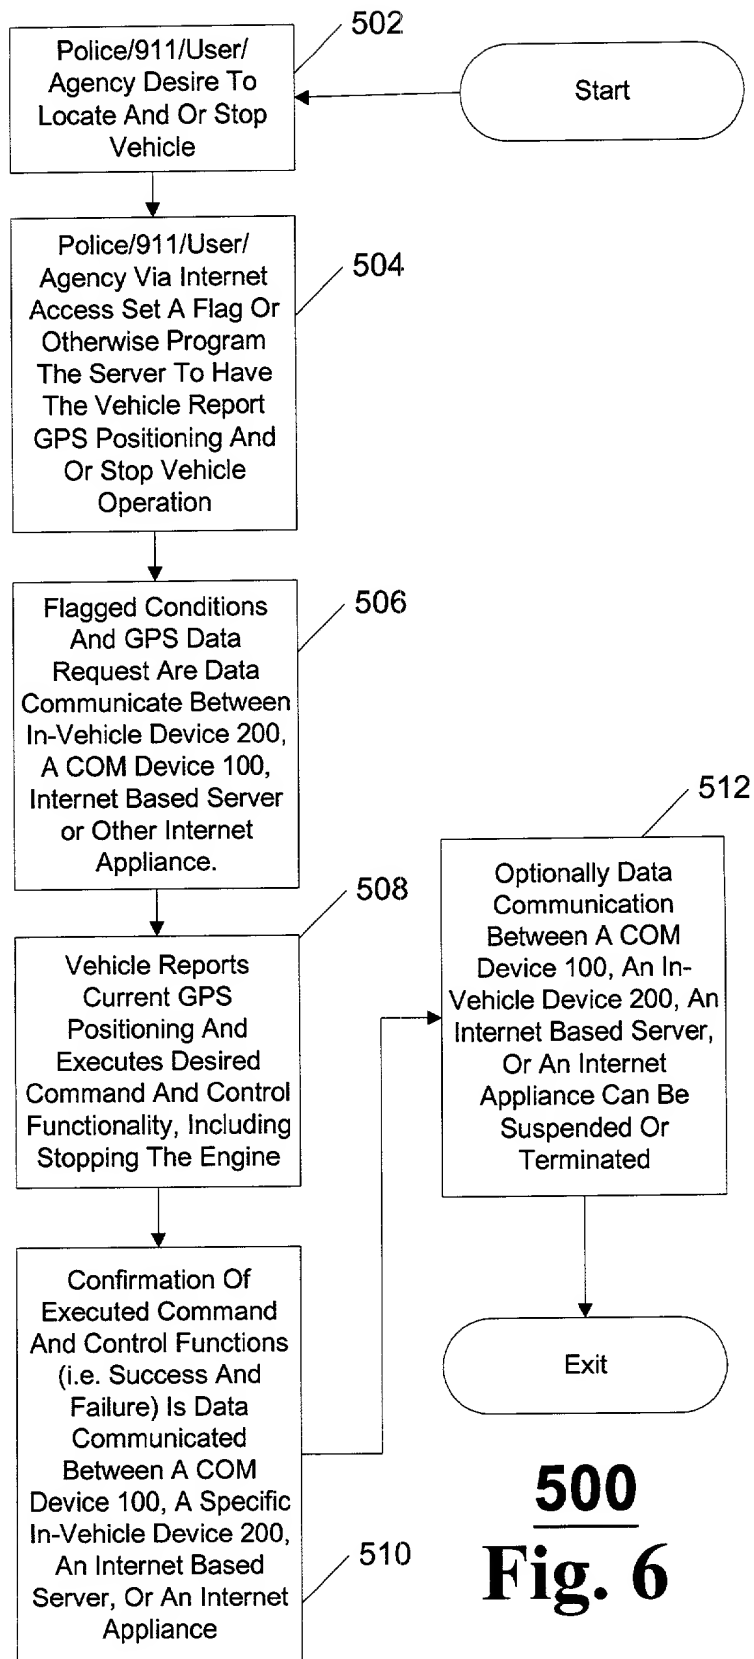 502
Police/911/User/
Agency Desire To
Locate And Or Stop
Vehicle
Start
504
Police/911/User/
Agency Via Internet
Access Set A Flag Or
Otherwise Program
The Server To Have
The Vehicle Report
GPS Positioning And
Or Stop Vehicle
Operation
506
Flagged Conditions
And GPS Data
Request Are Data
Communicate Between
In-Vehicle Device 200,
A COM Device 100,
Internet Based Server
or Other Internet
Appliance.
508
Vehicle Reports
Current GPS
Positioning And
Executes Desired
Command And Control
Functionality, Including
Stopping The Engine
510
Confirmation Of
Executed Command
And Control Functions
(i.e. Success And
Failure) Is Data
Communicated
Between A COM
Device 100, A Specific
In-Vehicle Device 200,
An Internet Based
Server, Or An Internet
Appliance
512
Optionally Data
Communication
Between A COM
Device 100, An In-
Vehicle Device 200, An
Internet Based Server,
Or An Internet
Appliance Can Be
Suspended Or
Terminated
Exit
500
Fig. 6